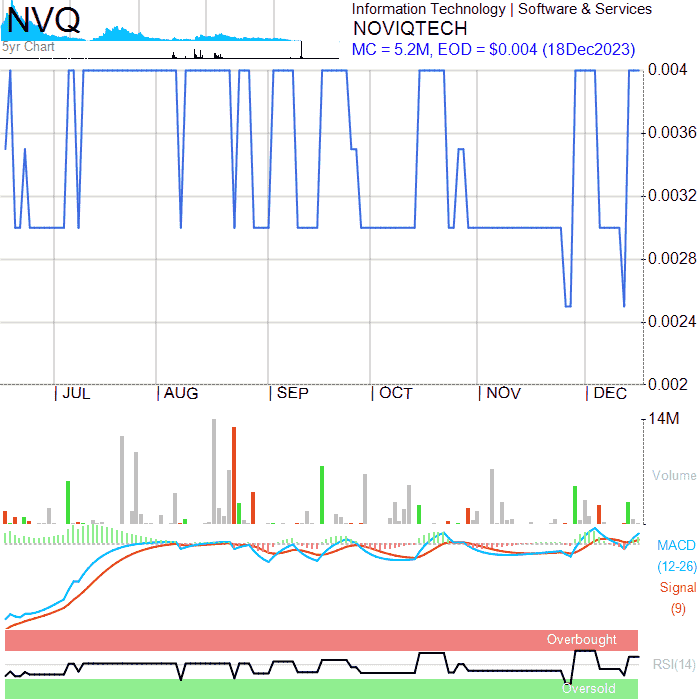 NVQ
5yr Chart
Information Technology | Software & Services
NOVIQTECH
MC = 5.2M, EOD = $0.004 (18Dec2023)
0.004
0.0036
0.0032
0.0028
0.0024
0.002
| JUL | AUG | SEP | OCT | NOV | DEC
14M
Volume
MACD
(12-26)
Signal
(9)
Overbought
RSI(14)
Oversold